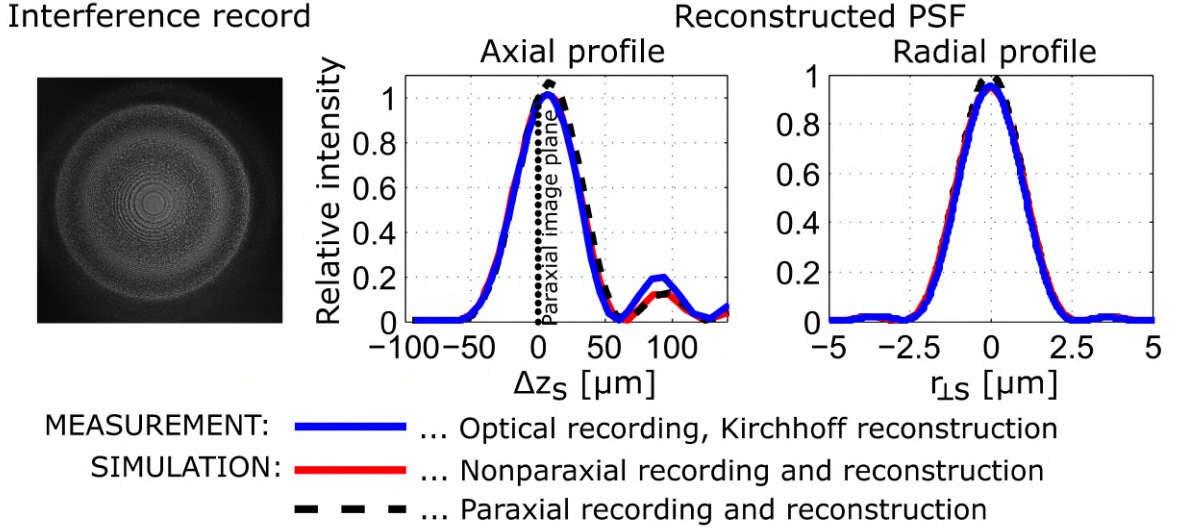 Interference record
Reconstructed PSF
Axial profile
Radial profile
Relative intensity
1
0.8
0.6
0.4
0.2
0
Paraxial image plane
−100 −50 0 50 100
Δz_S [μm]
1
0.8
0.6
0.4
0.2
0
−5 −2.5 0 2.5 5
r_⊥S [μm]
MEASUREMENT: ... Optical recording, Kirchhoff reconstruction
SIMULATION: ... Nonparaxial recording and reconstruction
... Paraxial recording and reconstruction